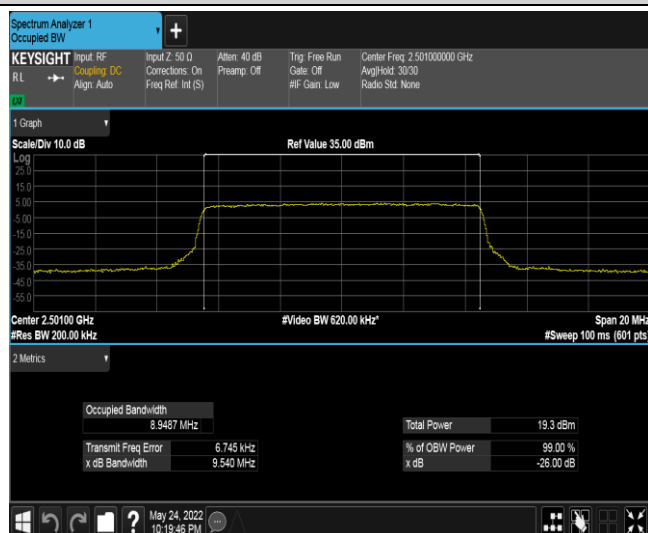 Spectrum Analyzer 1
Occupied BW
KEYSIGHT
RL
LXI
Input: RF
Coupling: DC
Align: Auto
Input Z: 50 Ω
Corrections: On
Freq Ref: Int (S)
Atten: 40 dB
Preamp: Off
Trig: Free Run
Gate: Off
#IF Gain: Low
Center Freq: 2.501000000 GHz
Avg|Hold: 30/30
Radio Std: None
1 Graph
Scale/Div 10.0 dB
Ref Value 35.00 dBm
Log
25.0
15.0
5.00
-5.00
-15.0
-25.0
-35.0
-45.0
-55.0
Center 2.50100 GHz
#Video BW 620.00 kHz*
Span 20 MHz
#Res BW 200.00 kHz
#Sweep 100 ms (601 pts)
2 Metrics
Occupied Bandwidth
8.9487 MHz
Total Power 19.3 dBm
Transmit Freq Error 6.745 kHz
% of OBW Power 99.00 %
x dB Bandwidth 9.540 MHz
x dB -26.00 dB
?
May 24, 2022
10:19:46 PM